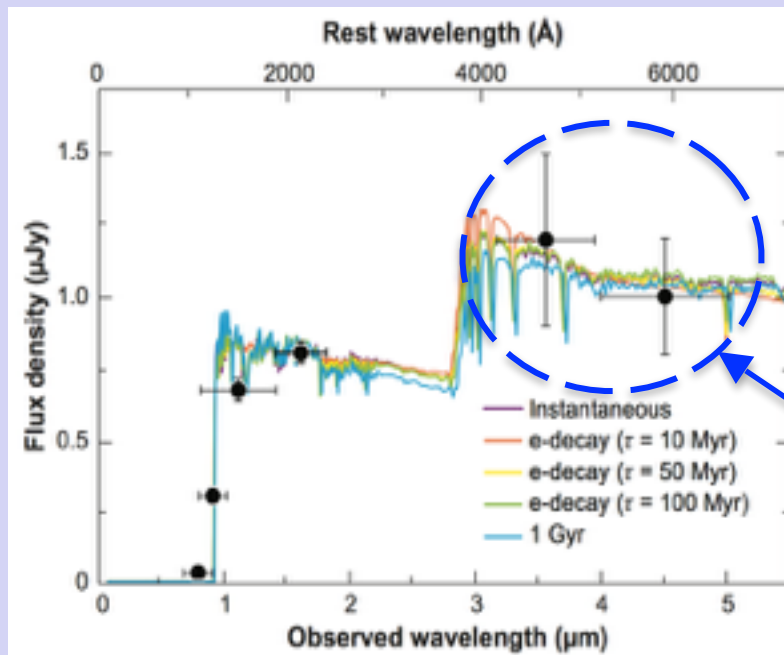 Rest wavelength (Å)
0 2000 4000 6000
1.5
1.0
0.5
0
Flux density (µJy)
Instantaneous
e-decay (τ = 10 Myr)
e-decay (τ = 50 Myr)
e-decay (τ = 100 Myr)
1 Gyr
0 1 2 3 4 5
Observed wavelength (µm)